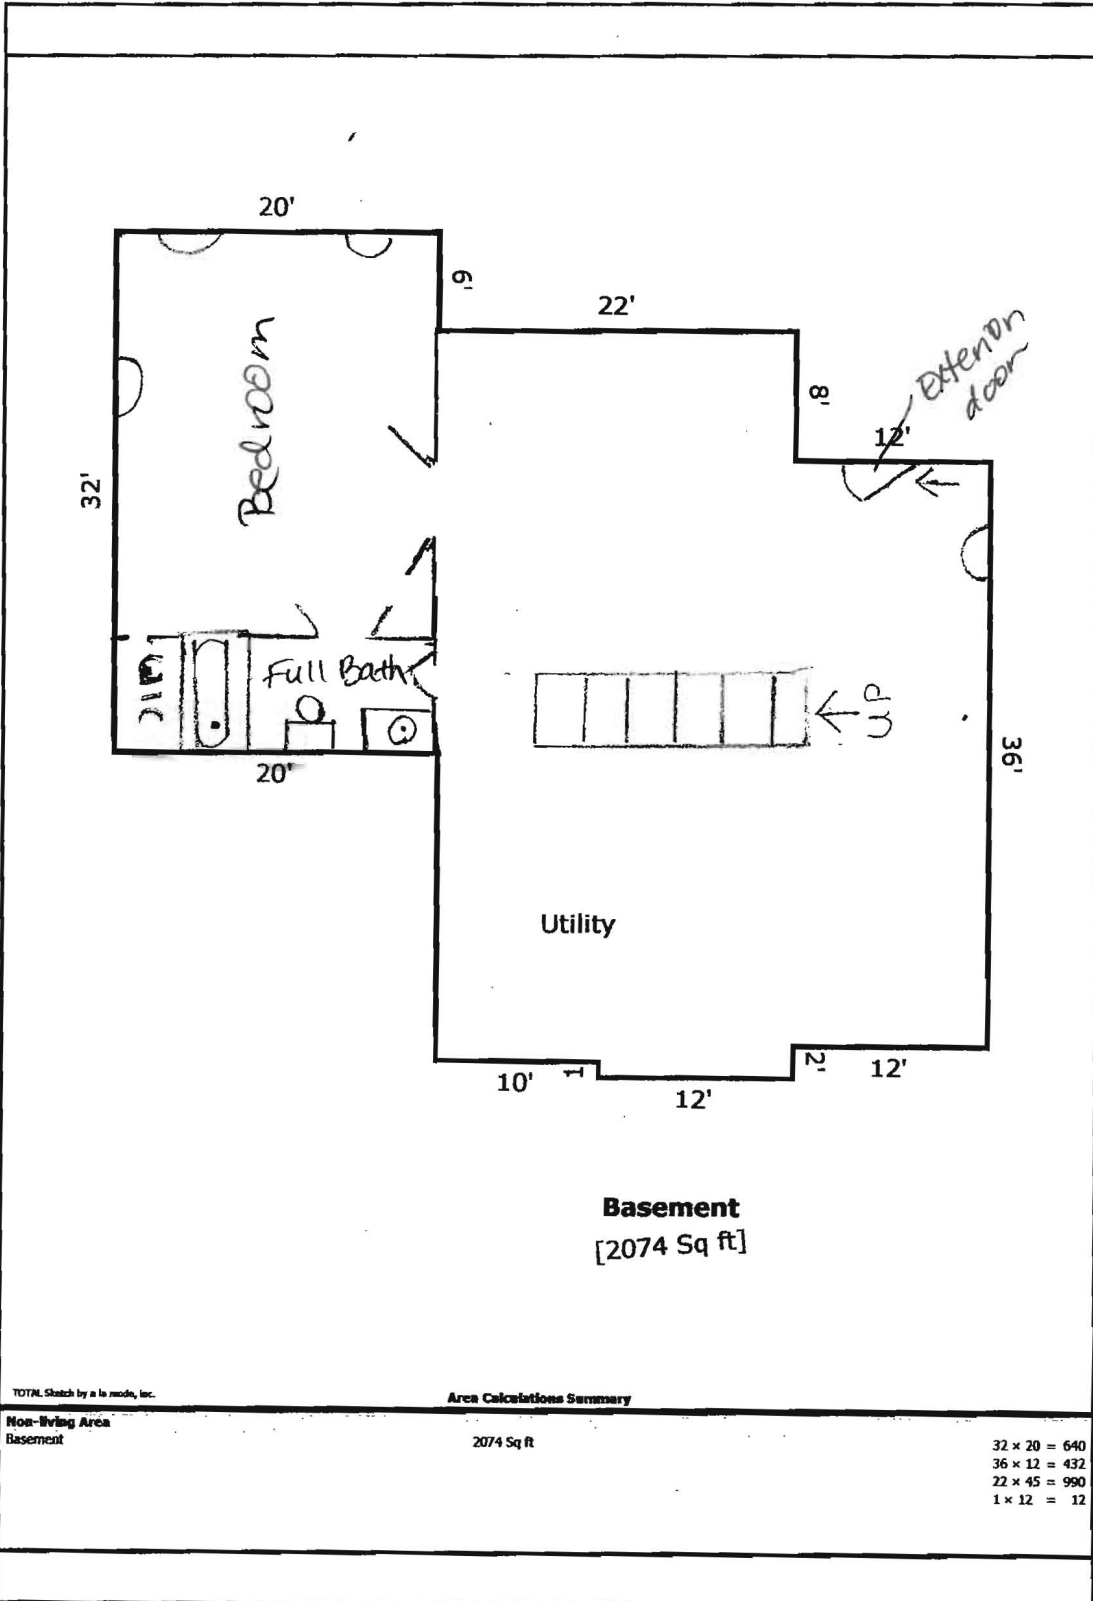 20'
6'
22'
Exterior
door
8'
12'
Bedroom
32'
Full Bath
UP
20'
36'
Utility
10'
1'
12'
2'
12'
Basement
[2074 Sq ft]
TOTAL Sketch by a la mode, inc.
Area Calculations Summary
Non-living Area
Basement 2074 Sq ft
32 x 20 = 640
36 x 12 = 432
22 x 45 = 990
1 x 12 = 12